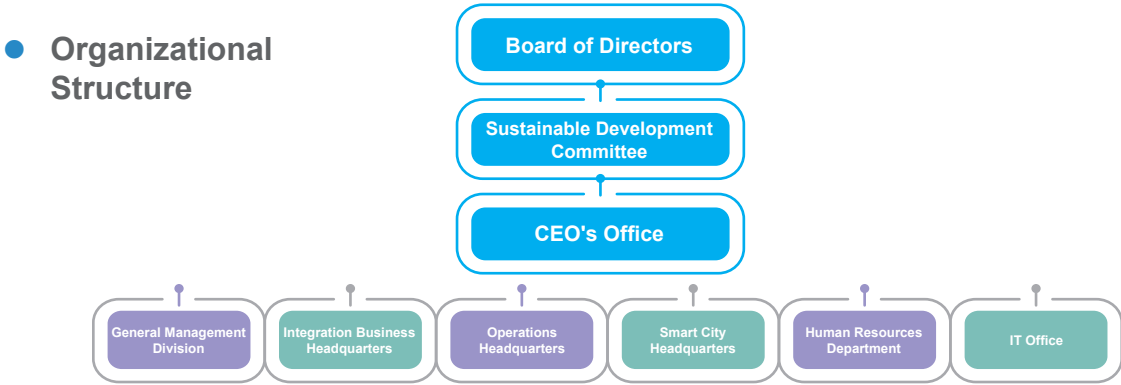 Organizational
Structure
Board of Directors
Sustainable Development
Committee
CEO's Office
General Management
Division
Integration Business
Headquarters
Operations
Headquarters
Smart City
Headquarters
Human Resources
Department
IT Office